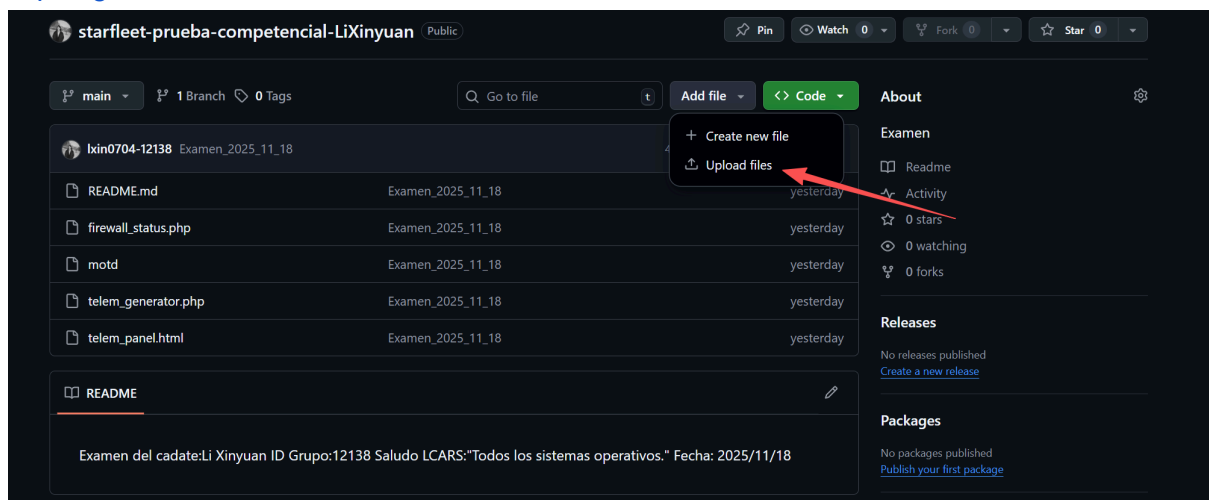 starfleet-prueba-competencial-LiXinyuan Public
Pin
Watch 0
Fork 0
Star 0
main
1 Branch
0 Tags
Go to file t
Add file
Code
Create new file
Upload files
lxin0704-12138 Examen_2025_11_18
README.md Examen_2025_11_18 yesterday
firewall_status.php Examen_2025_11_18 yesterday
motd Examen_2025_11_18 yesterday
telem_generator.php Examen_2025_11_18 yesterday
telem_panel.html Examen_2025_11_18 yesterday
README
Examen del cadate:Li Xinyuan ID Grupo:12138 Saludo LCARS:"Todos los sistemas operativos." Fecha: 2025/11/18
About
Examen
Readme
Activity
0 stars
0 watching
0 forks
Releases
No releases published
Create a new release
Packages
No packages published
Publish your first package